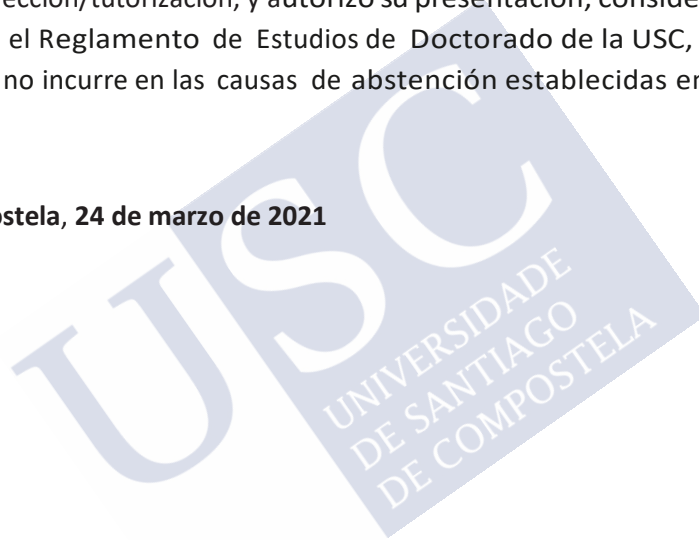 ección/tutorización, y autorizo su presentación, conside
el Reglamento de Estudios de Doctorado de la USC,
no incurre en las causas de abstención establecidas en
ostela, 24 de marzo de 2021
USC
UNIVERSIDADE
DE SANTIAGO
DE COMPOSTELA